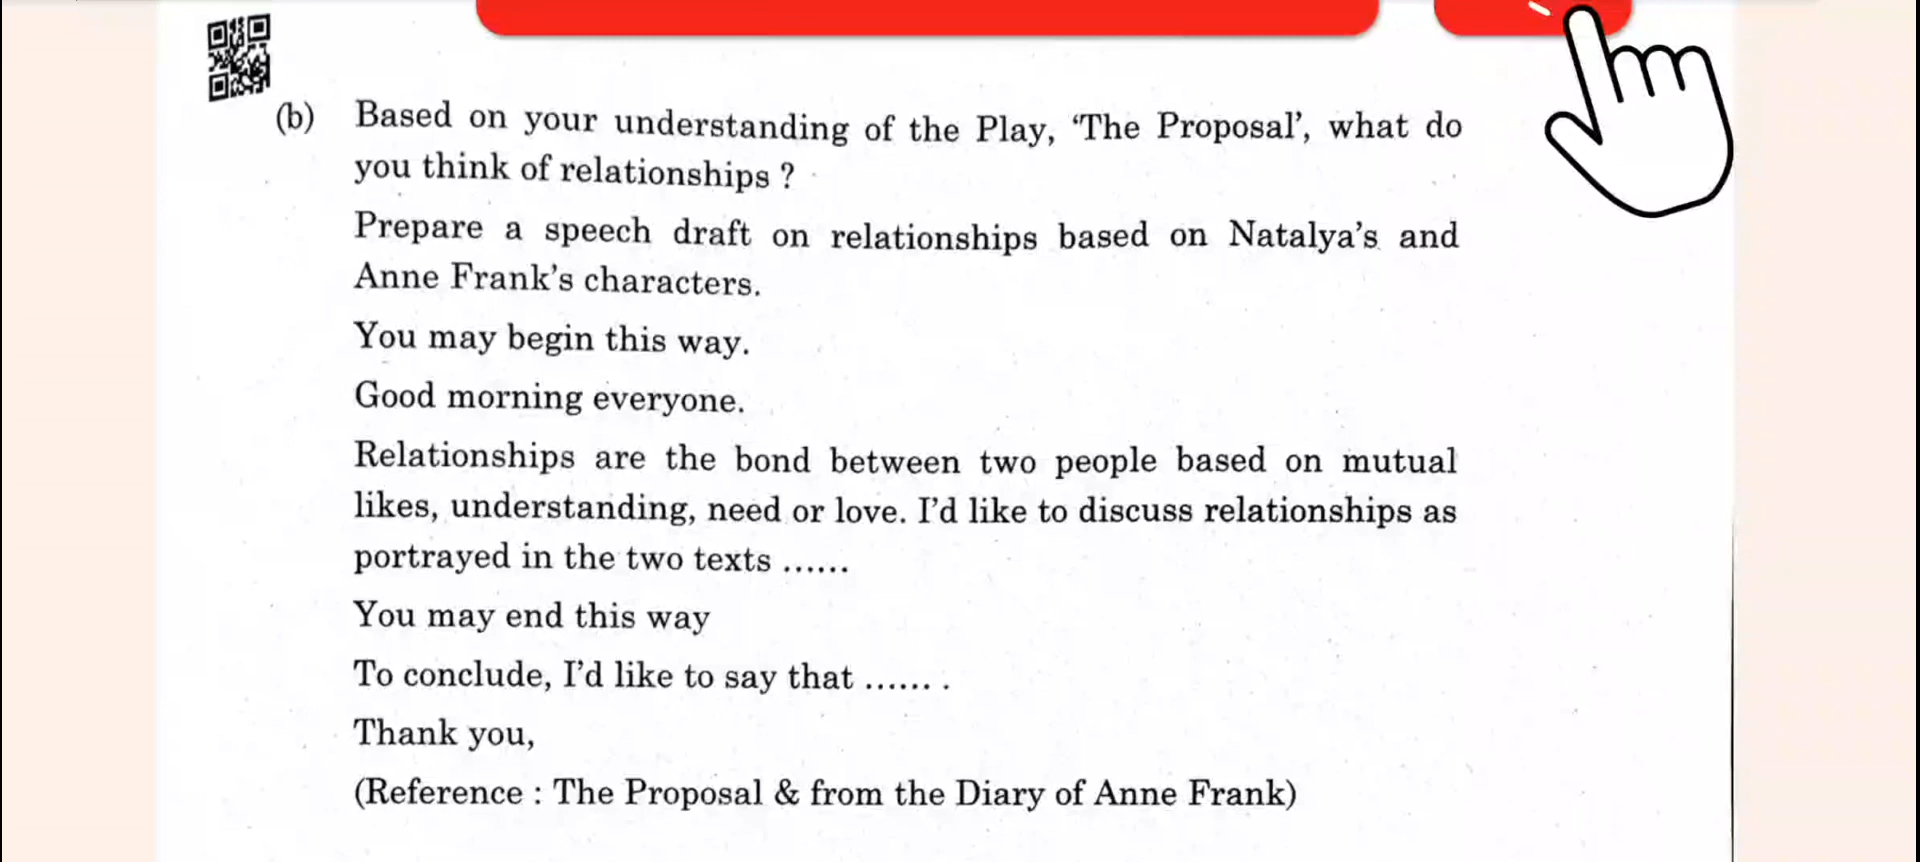 (b) Based on your understanding of the Play, ‘The Proposal’, what do
you think of relationships ?
Prepare a speech draft on relationships based on Natalya’s and
Anne Frank’s characters.
You may begin this way.
Good morning everyone.
Relationships are the bond between two people based on mutual
likes, understanding, need or love. I’d like to discuss relationships as
portrayed in the two texts ......
You may end this way
To conclude, I’d like to say that ...... .
Thank you,
(Reference : The Proposal & from the Diary of Anne Frank)